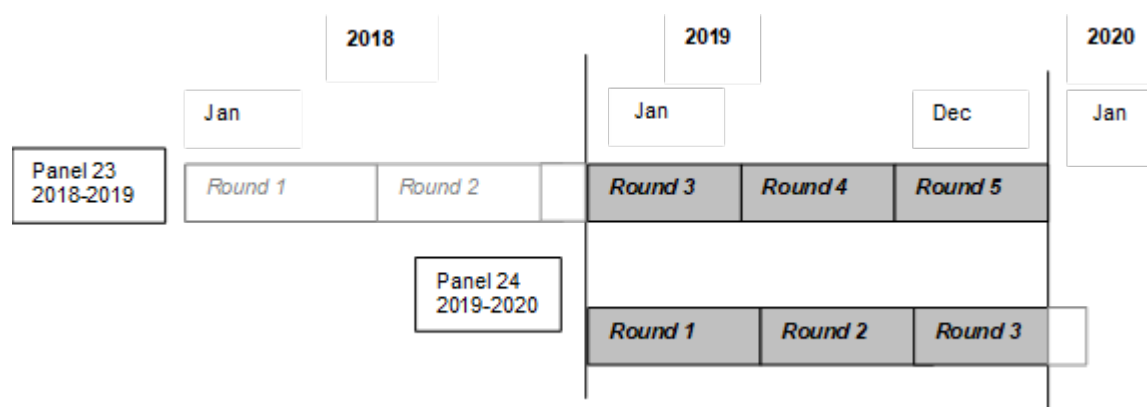 2018
2019
2020
Jan
Jan
Dec
Jan
Panel 23
2018-2019
Round 1
Round 2
Round 3
Round 4
Round 5
Panel 24
2019-2020
Round 1
Round 2
Round 3